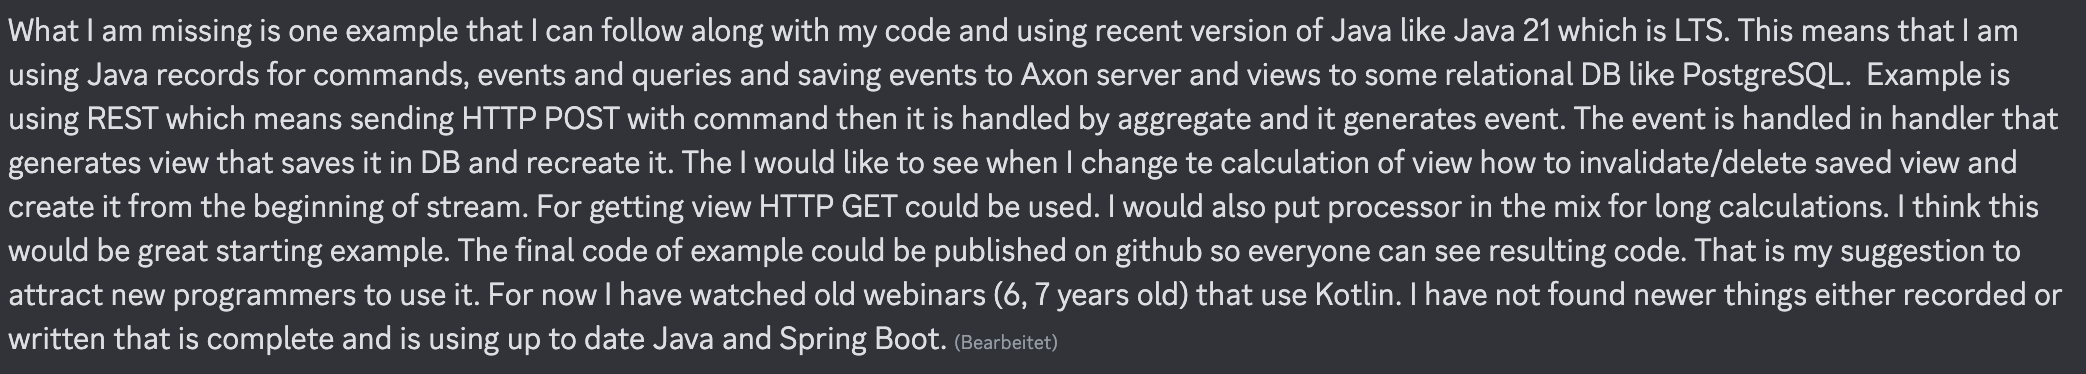 What I am missing is one example that I can follow along with my code and using recent version of Java like Java 21 which is LTS. This means that I am
using Java records for commands, events and queries and saving events to Axon server and views to some relational DB like PostgreSQL.  Example is
using REST which means sending HTTP POST with command then it is handled by aggregate and it generates event. The event is handled in handler that
generates view that saves it in DB and recreate it. The I would like to see when I change te calculation of view how to invalidate/delete saved view and
create it from the beginning of stream. For getting view HTTP GET could be used. I would also put processor in the mix for long calculations. I think this
would be great starting example. The final code of example could be published on github so everyone can see resulting code. That is my suggestion to
attract new programmers to use it. For now I have watched old webinars (6, 7 years old) that use Kotlin. I have not found newer things either recorded or
written that is complete and is using up to date Java and Spring Boot. (Bearbeitet)